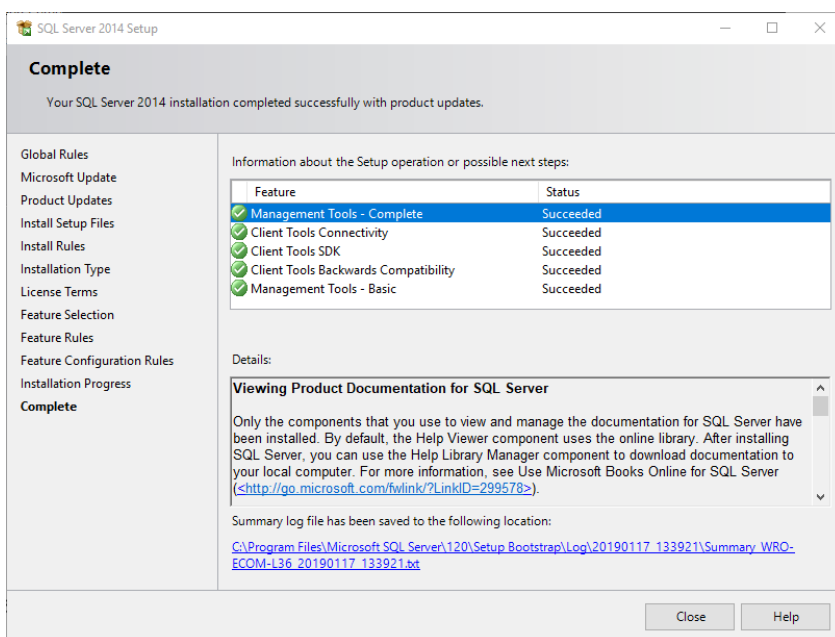 SQL Server 2014 Setup
Complete
Your SQL Server 2014 installation completed successfully with product updates.
Global Rules
Microsoft Update
Product Updates
Install Setup Files
Install Rules
Installation Type
License Terms
Feature Selection
Feature Rules
Feature Configuration Rules
Installation Progress
Complete
Information about the Setup operation or possible next steps:
Feature Status
Management Tools - Complete Succeeded
Client Tools Connectivity Succeeded
Client Tools SDK Succeeded
Client Tools Backwards Compatibility Succeeded
Management Tools - Basic Succeeded
Details:
Viewing Product Documentation for SQL Server
Only the components that you use to view and manage the documentation for SQL Server have
been installed. By default, the Help Viewer component uses the online library. After installing
SQL Server, you can use the Help Library Manager component to download documentation to
your local computer. For more information, see Use Microsoft Books Online for SQL Server
(<http://go.microsoft.com/fwlink/?LinkID=299578>).
Summary log file has been saved to the following location:
C:\Program Files\Microsoft SQL Server\120\Setup Bootstrap\Log\20190117_133921\Summary_WRO-
ECOM-L36_20190117_133921.txt
Close Help